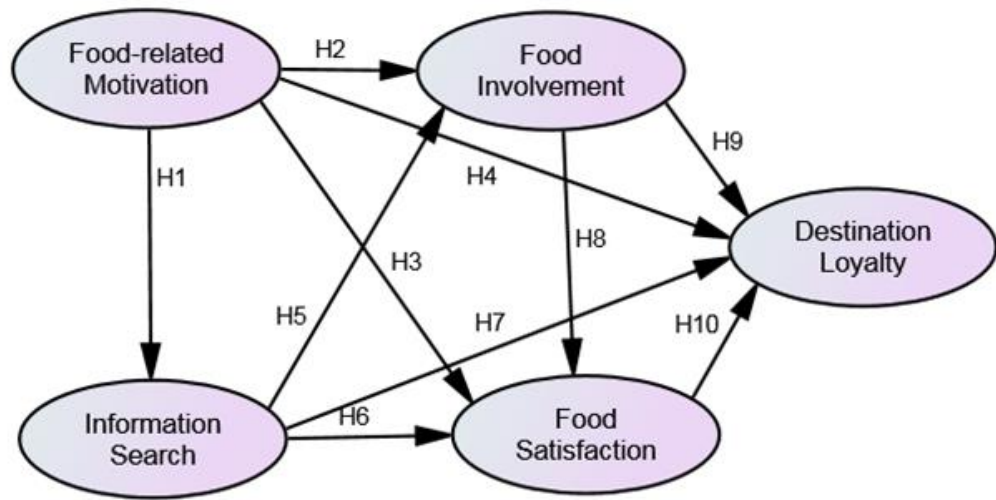 Food-related
Motivation
H2
Food
Involvement
H1
H4
H9
H8
Destination
Loyalty
H3
H5
H7
H10
H6
Information
Search
Food
Satisfaction